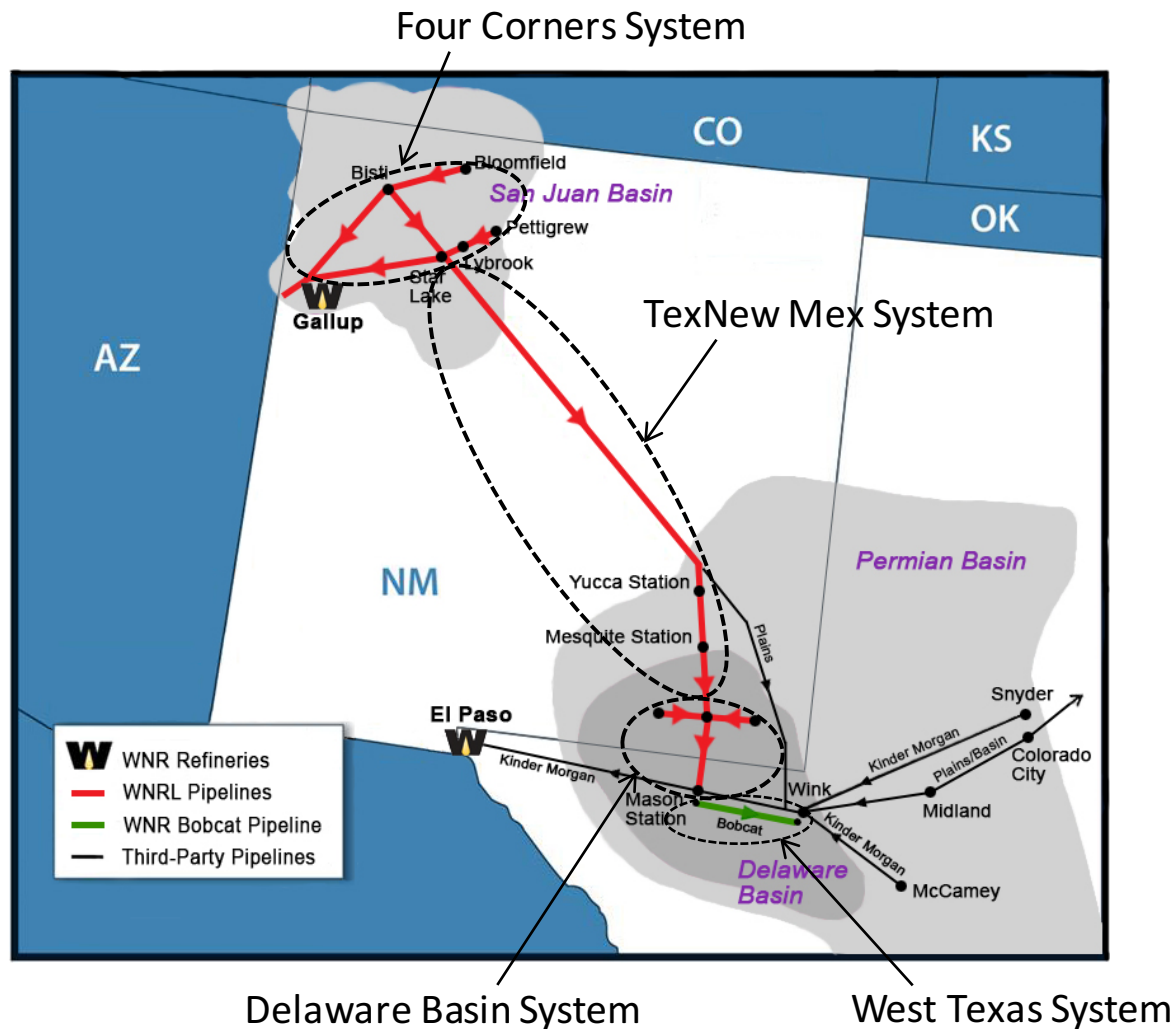 Four Corners System
CO
KS
OK
Bloomfield
Bisti
San Juan Basin
Pettigrew
Lybrook
Star
Lake
W
Gallup
TexNew Mex System
AZ
Permian Basin
NM
Yucca Station
Mesquite Station
Plains
El Paso
W
Kinder Morgan
Snyder
Kinder Morgan
Plains/Basin
Colorado
City
Wink
Midland
Mason
Station
Bobcat
Kinder Morgan
Delaware
Basin
McCamey
W WNR Refineries
WNRL Pipelines
WNR Bobcat Pipeline
Third-Party Pipelines
Delaware Basin System
West Texas System